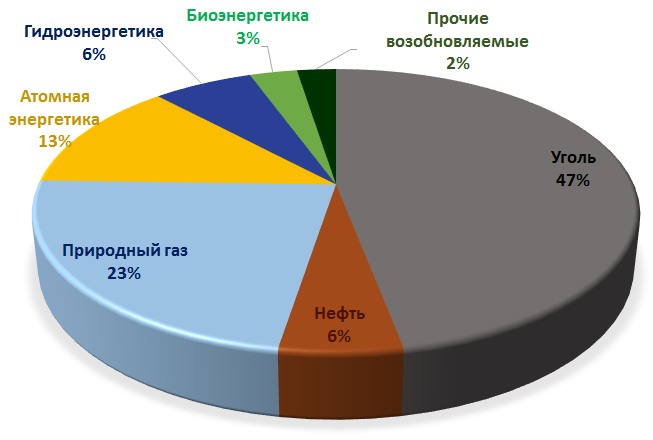 Биоэнергетика
3%
Прочие
возобновляемые
2%
Гидроэнергетика
6%
Атомная
энергетика
13%
Уголь
47%
Природный газ
23%
Нефть
6%